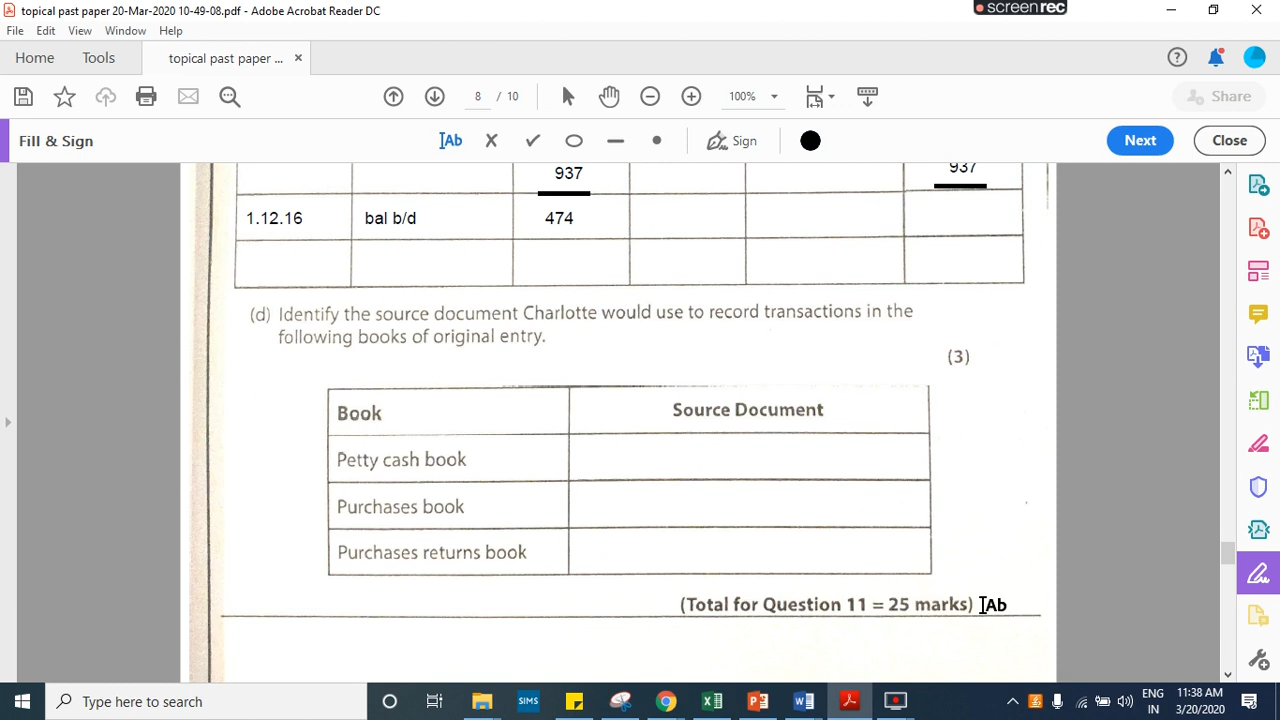 topical past paper 20-Mar-2020 10-49-08.pdf - Adobe Acrobat Reader DC
screenrec
File Edit View Window Help
Home Tools topical past paper ... ×
8 / 10 100% Share
Fill & Sign Ab Sign Next Close
937 937
1.12.16 bal b/d 474
(d) Identify the source document Charlotte would use to record transactions in the
following books of original entry.
(3)
Book Source Document
Petty cash book
Purchases book
Purchases returns book
(Total for Question 11 = 25 marks) Ab
Type here to search SIMS ENG 11:38 AM
IN 3/20/2020